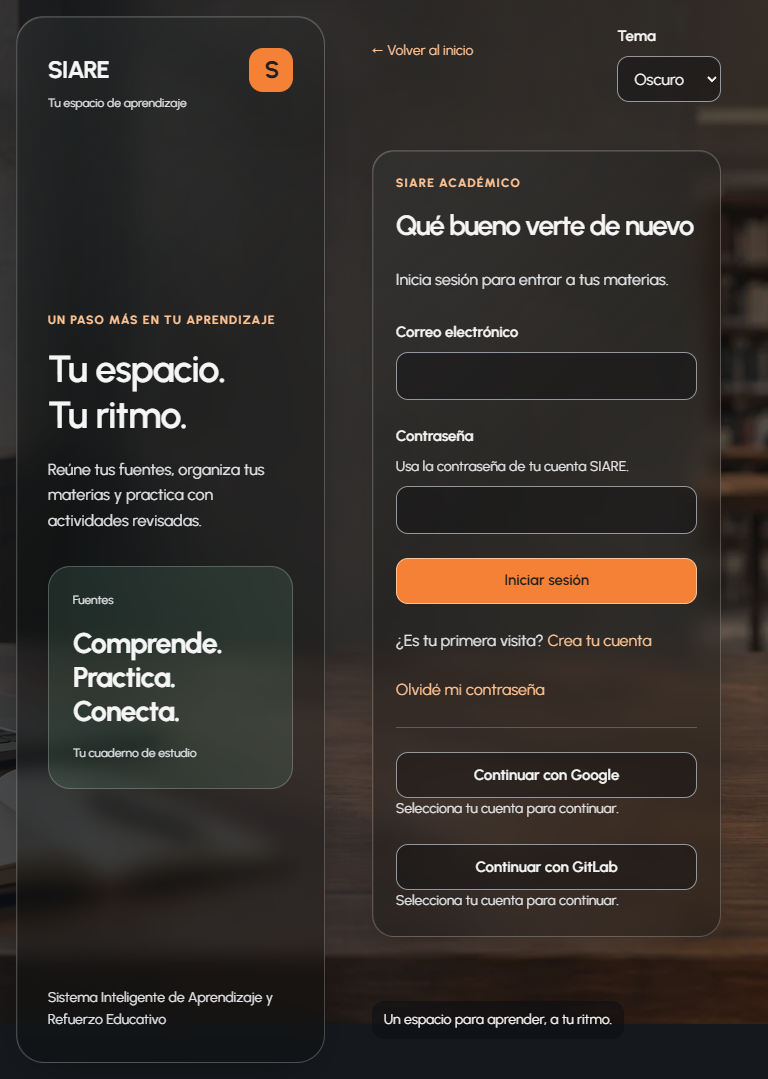 SIARE
S
Tu espacio de aprendizaje
UN PASO MÁS EN TU APRENDIZAJE
Tu espacio.
Tu ritmo.
Reúne tus fuentes, organiza tus
materias y practica con
actividades revisadas.
Fuentes
Comprende.
Practica.
Conecta.
Tu cuaderno de estudio
Sistema Inteligente de Aprendizaje y
Refuerzo Educativo
← Volver al inicio
Tema
Oscuro
SIARE ACADÉMICO
Qué bueno verte de nuevo
Inicia sesión para entrar a tus materias.
Correo electrónico
Contraseña
Usa la contraseña de tu cuenta SIARE.
Iniciar sesión
¿Es tu primera visita? Crea tu cuenta
Olvidé mi contraseña
Continuar con Google
Selecciona tu cuenta para continuar.
Continuar con GitLab
Selecciona tu cuenta para continuar.
Un espacio para aprender, a tu ritmo.